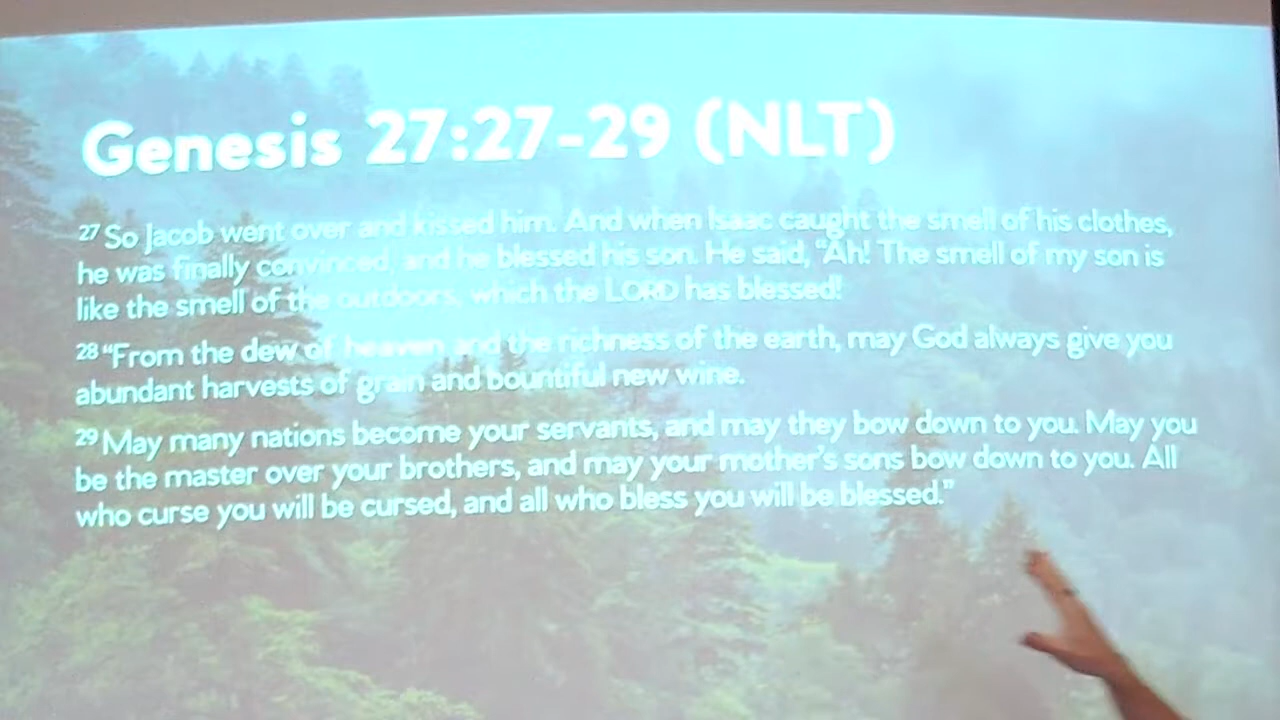 Genesis 27:27-29 (NLT)
27 So Jacob went over and kissed him. And when Isaac caught the smell of his clothes,
he was finally convinced, and he blessed his son. He said, “Ah! The smell of my son is
like the smell of the outdoors, which the LORD has blessed!
28 “From the dew of heaven and the richness of the earth, may God always give you
abundant harvests of grain and bountiful new wine.
29 May many nations become your servants, and may they bow down to you. May you
be the master over your brothers, and may your mother’s sons bow down to you. All
who curse you will be cursed, and all who bless you will be blessed.”